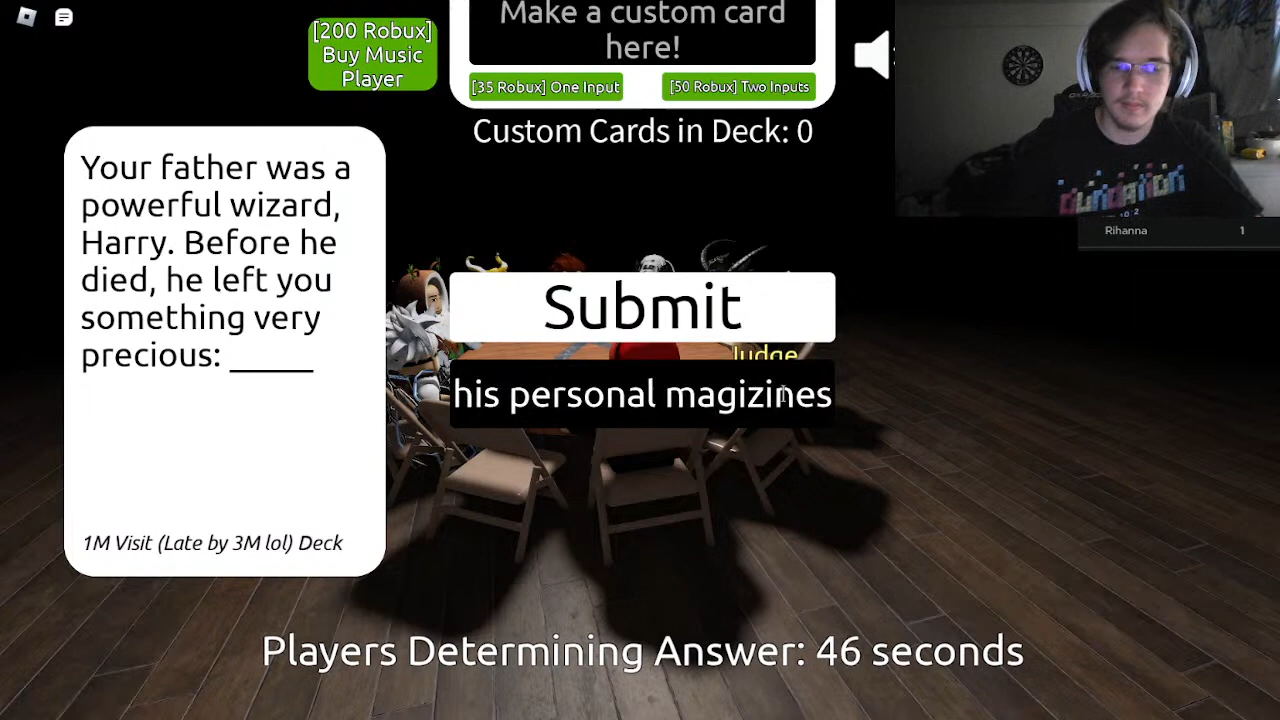 [200 Robux]
Buy Music
Player
Make a custom card
here!
[35 Robux] One Input
[50 Robux] Two Inputs
Custom Cards in Deck: 0
Your father was a
powerful wizard,
Harry. Before he
died, he left you
something very
precious: ______
1M Visit (Late by 3M lol) Deck
Submit
Judge
his personal magizines
Rihanna 1
Players Determining Answer: 46 seconds